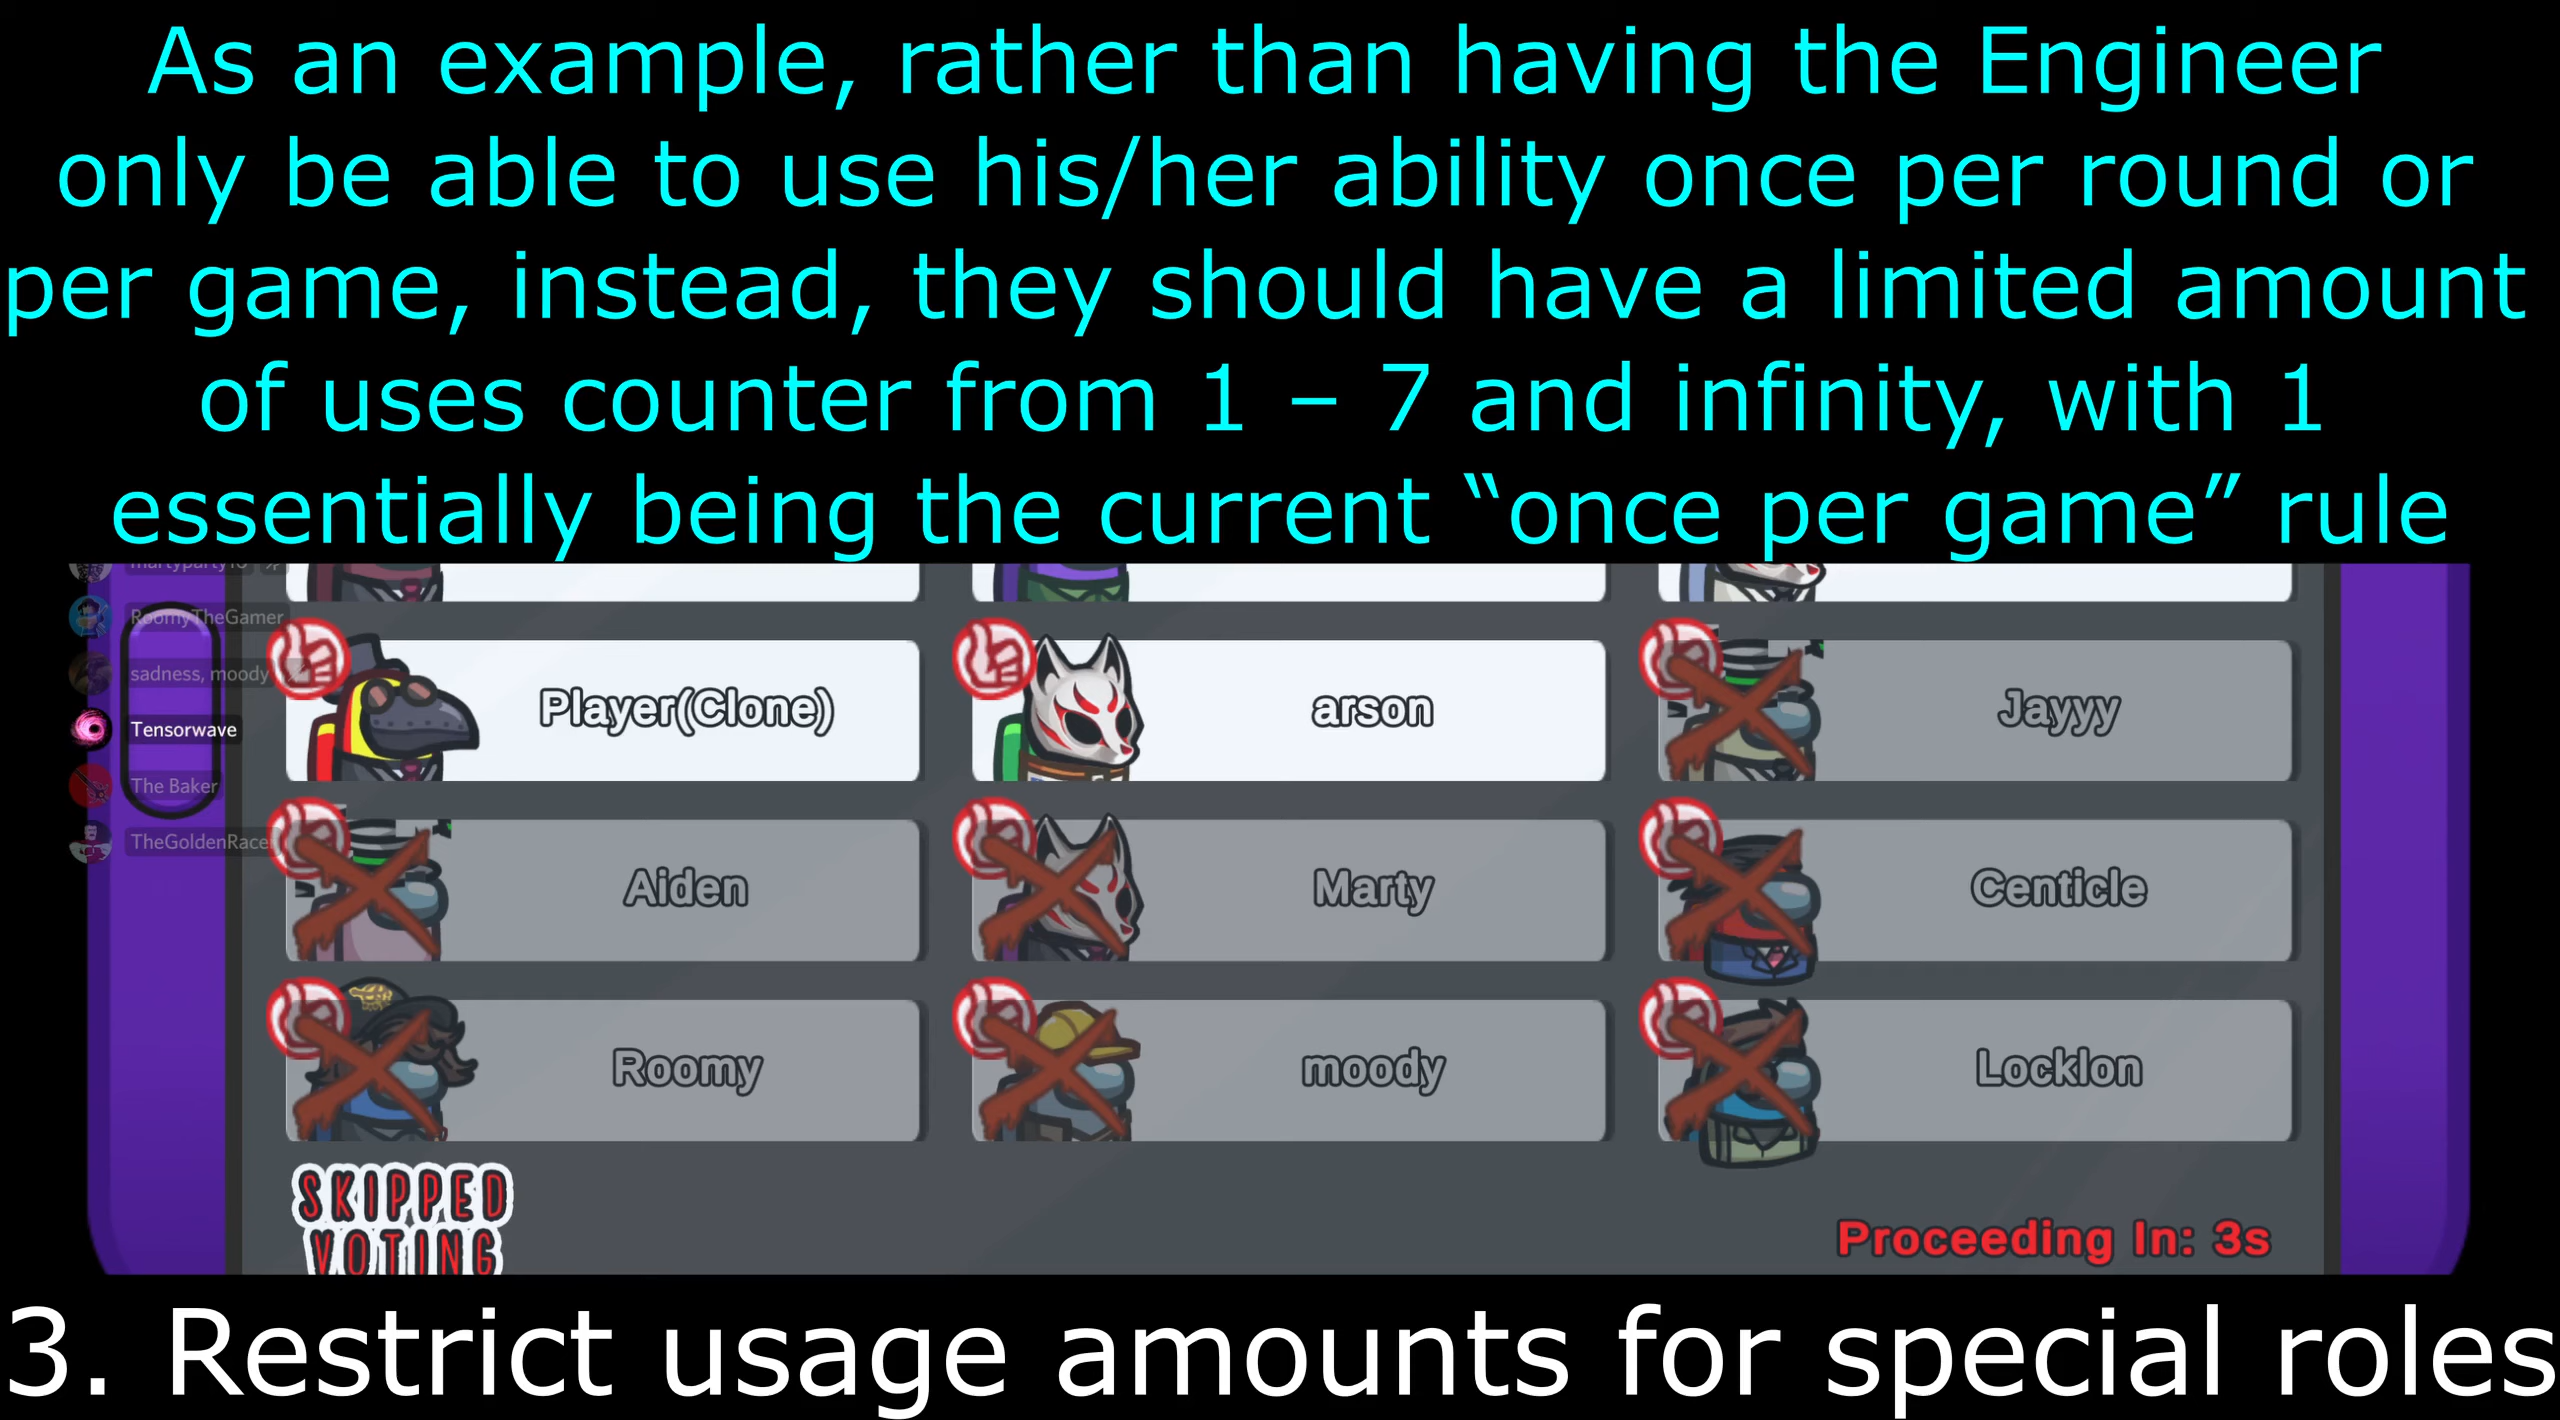 As an example, rather than having the Engineer
only be able to use his/her ability once per round or
per game, instead, they should have a limited amount
of uses counter from 1 – 7 and infinity, with 1
essentially being the current “once per game” rule
martyparty10
RoomyTheGamer
sadness, moody
Tensorwave
The Baker
TheGoldenRacer
Player(Clone)
arson
Jayyy
Aiden
Marty
Centicle
Roomy
moody
Locklon
SKIPPED
VOTING
Proceeding In: 3s
3. Restrict usage amounts for special roles